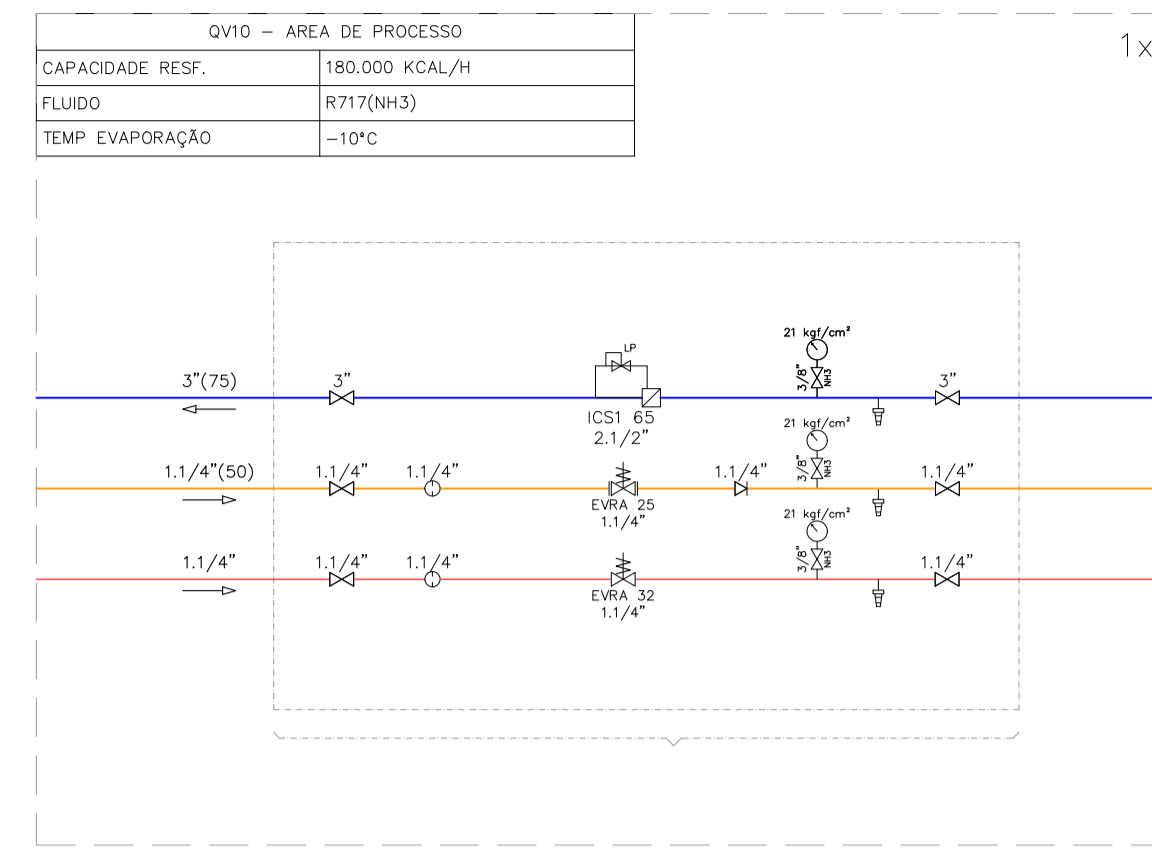 QV10 – AREA DE PROCESSO
CAPACIDADE RESF. 180.000 KCAL/H
FLUIDO R717(NH3)
TEMP EVAPORAÇÃO –10°C
1x
21 kgf/cm²
LP
3/8"
NH3
3"(75) 3" 3"
ICS1 65
2.1/2"
21 kgf/cm²
3/8"
NH3
1.1/4"(50) 1.1/4" 1.1/4" 1.1/4" 1.1/4"
EVRA 25
1.1/4"
21 kgf/cm²
3/8"
NH3
1.1/4" 1.1/4" 1.1/4" 1.1/4"
EVRA 32
1.1/4"